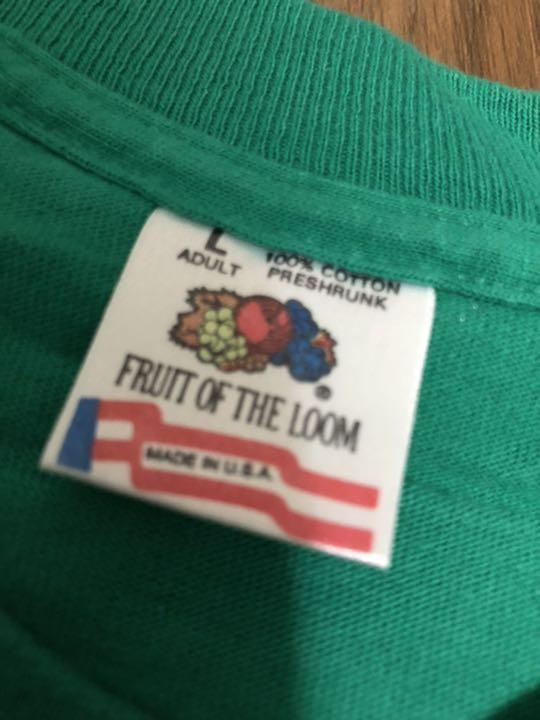 L
ADULT
100% COTTON
PRESHRUNK
FRUIT OF THE LOOM
®
MADE IN U.S.A.